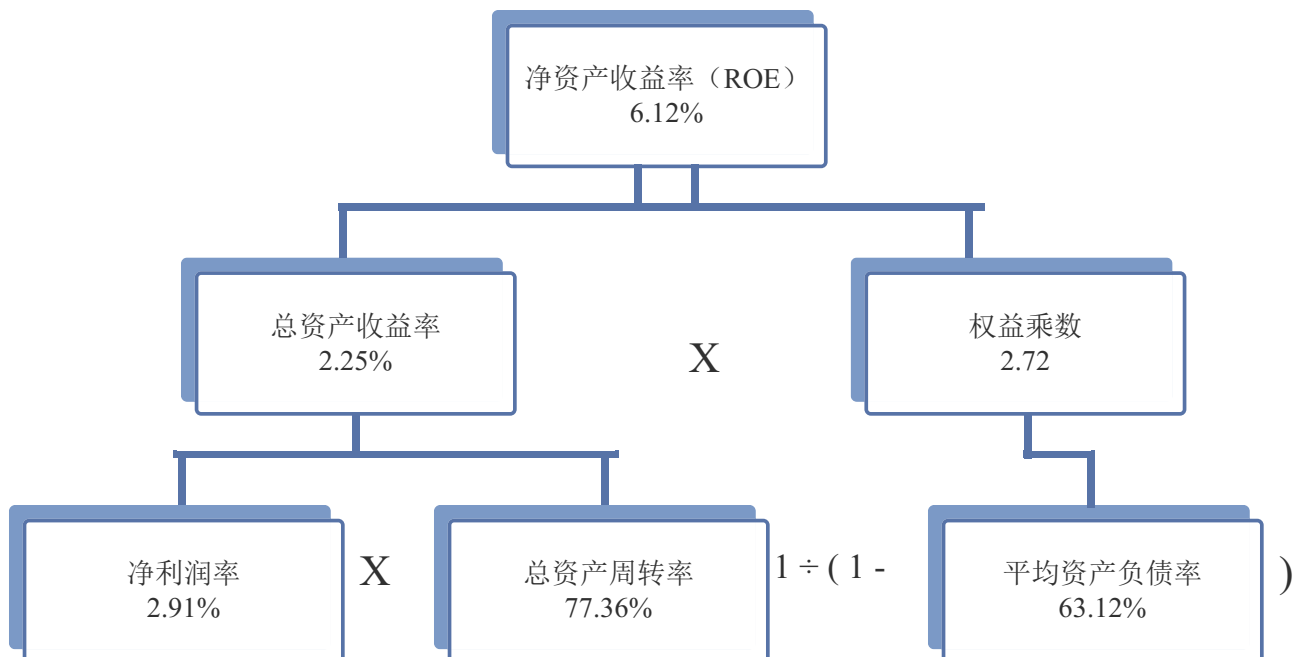 净资产收益率（ROE）
6.12%
总资产收益率
2.25%
X
权益乘数
2.72
净利润率
2.91%
X
总资产周转率
77.36%
1 ÷ ( 1 -
平均资产负债率
63.12%
)